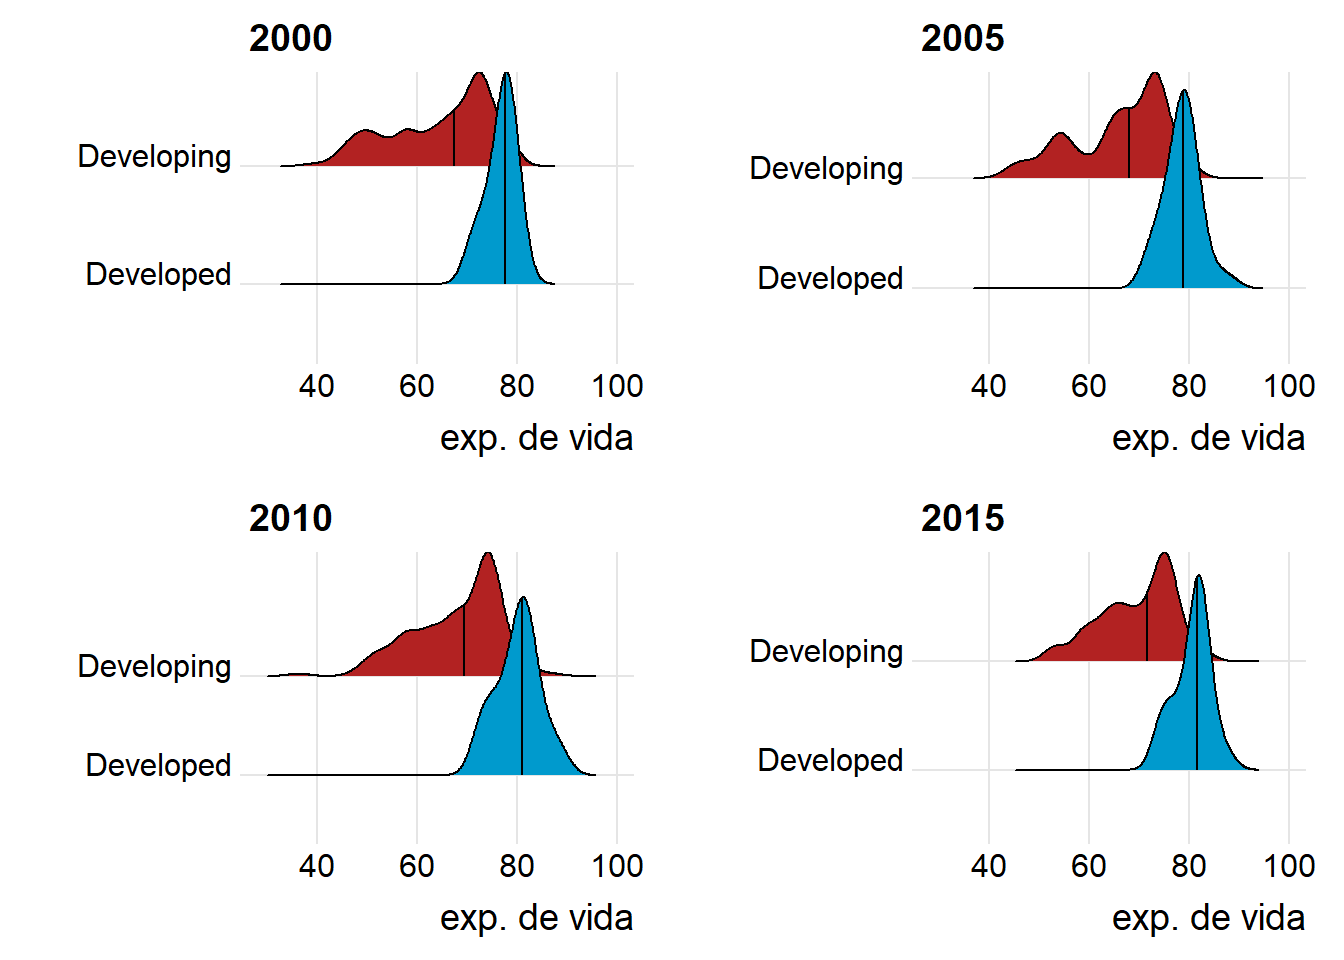 2000
Developing
Developed
40 60 80 100
exp. de vida
2005
Developing
Developed
40 60 80 100
exp. de vida
2010
Developing
Developed
40 60 80 100
exp. de vida
2015
Developing
Developed
40 60 80 100
exp. de vida